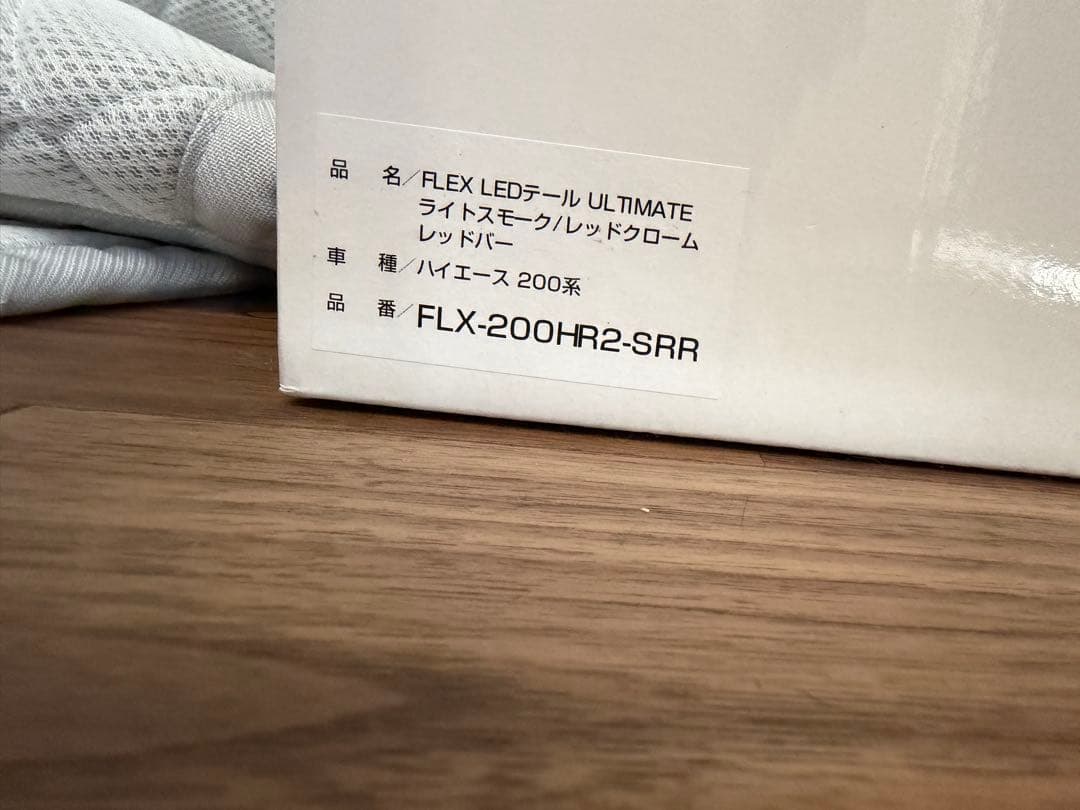 品 名/FLEX LEDテール ULTIMATE
ライトスモーク/レッドクローム
レッドバー
車 種/ハイエース 200系
品 番/FLX-200HR2-SRR